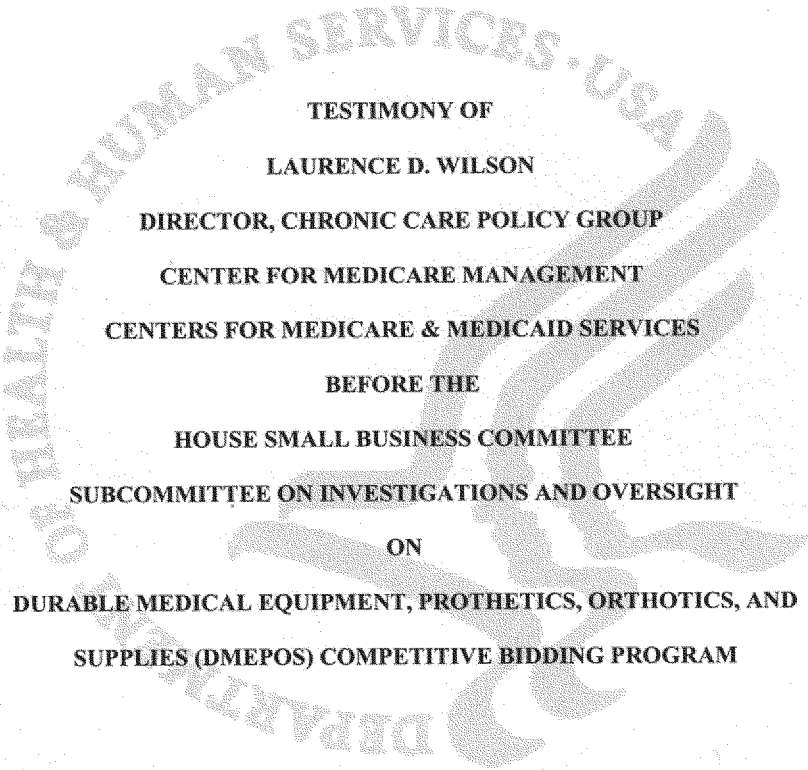 DEPARTMENT OF HEALTH & HUMAN SERVICES·USA
TESTIMONY OF
LAURENCE D. WILSON
DIRECTOR, CHRONIC CARE POLICY GROUP
CENTER FOR MEDICARE MANAGEMENT
CENTERS FOR MEDICARE & MEDICAID SERVICES
BEFORE THE
HOUSE SMALL BUSINESS COMMITTEE
SUBCOMMITTEE ON INVESTIGATIONS AND OVERSIGHT
ON
DURABLE MEDICAL EQUIPMENT, PROTHETICS, ORTHOTICS, AND
SUPPLIES (DMEPOS) COMPETITIVE BIDDING PROGRAM